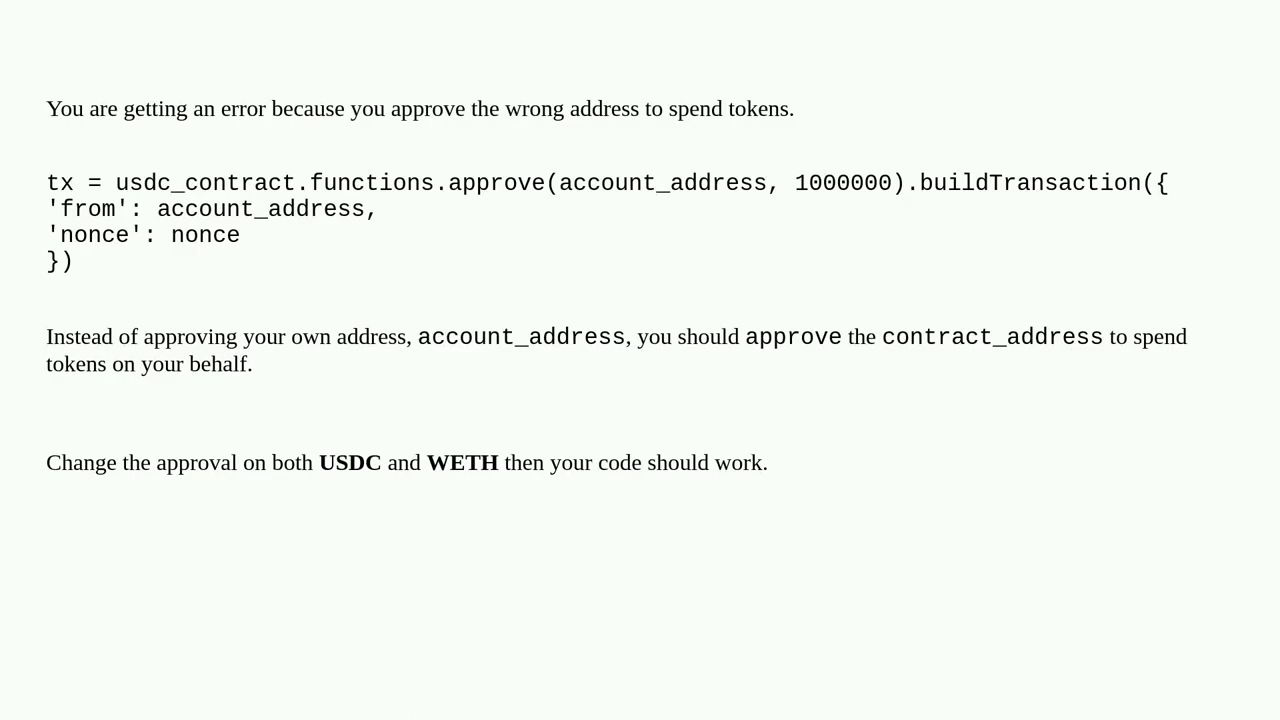 You are getting an error because you approve the wrong address to spend tokens.
tx = usdc_contract.functions.approve(account_address, 1000000).buildTransaction({
'from': account_address,
'nonce': nonce
})
Instead of approving your own address, account_address, you should approve the contract_address to spend
tokens on your behalf.
Change the approval on both USDC and WETH then your code should work.